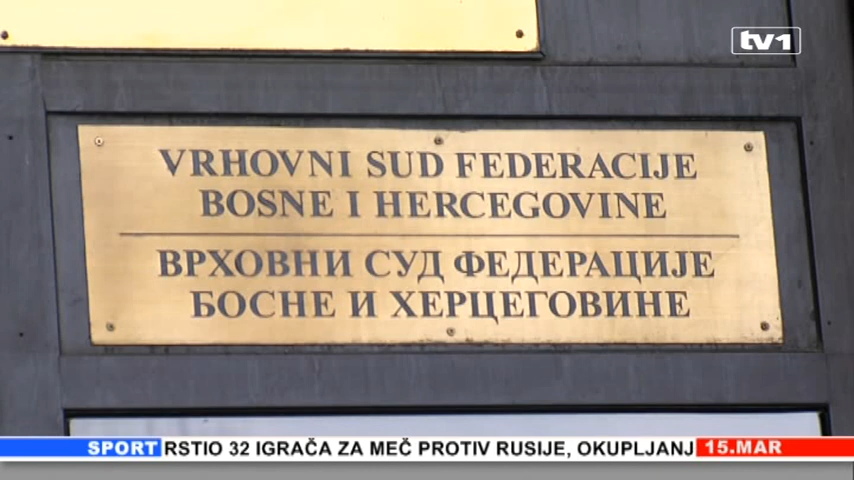 tv1
VRHOVNI SUD FEDERACIJE
BOSNE I HERCEGOVINE
ВРХОВНИ СУД ФЕДЕРАЦИЈЕ
БОСНЕ И ХЕРЦЕГОВИНЕ
SPORT RSTIO 32 IGRAČA ZA MEČ PROTIV RUSIJE, OKUPLJANJ 15.MAR